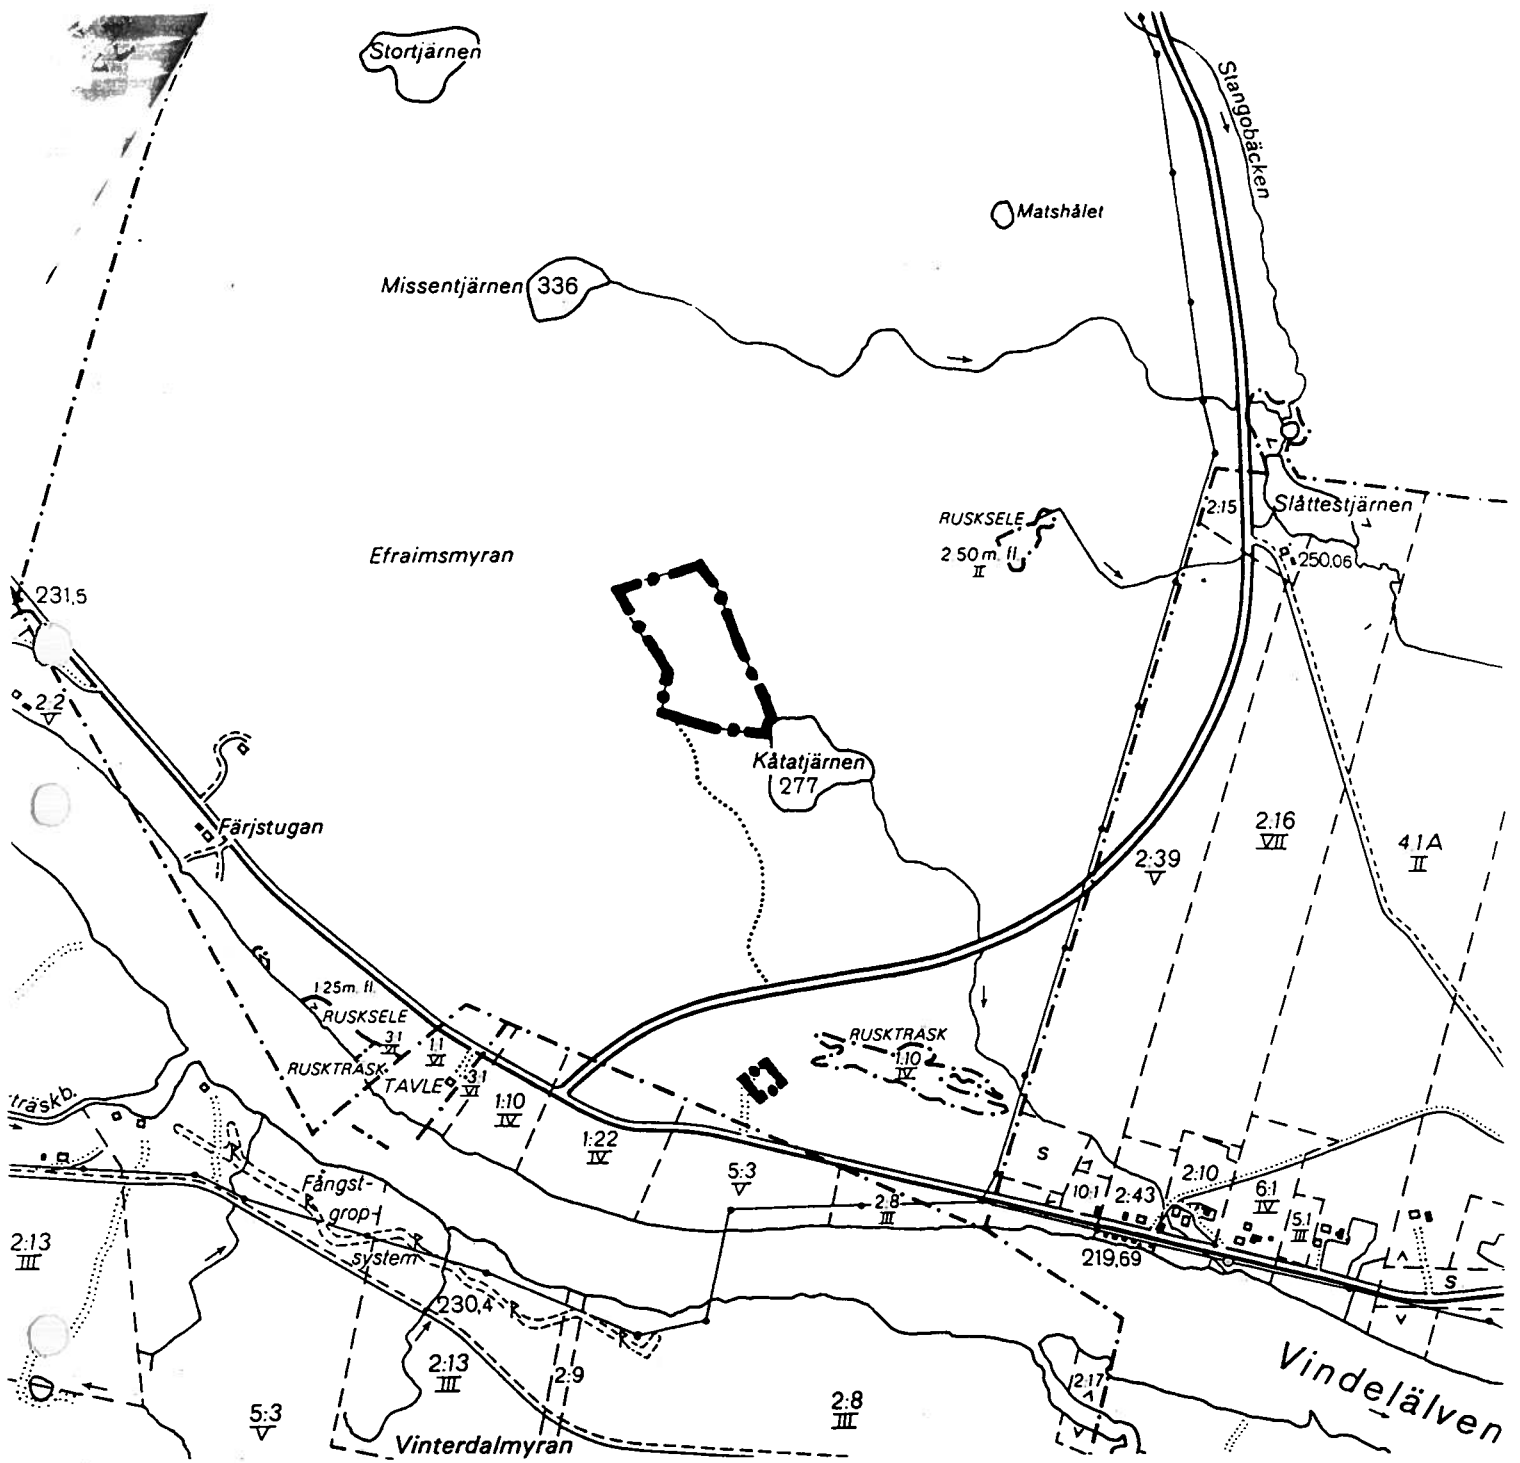 Stortjärnen
Stangobäcken
Matshålet
Missentjärnen
336
RUSKSELE
2:50 m. fl.
II
2:15
Slåttestjärnen
250,06
Efraimsmyran
231,5
2:2
V
Kåtatjärnen
277
Färjstugan
2:39
V
2:16
VII
4:1A
II
1:25 m. fl.
RUSKSELE
3:1
VI
1:1
VI
RUSKTRÄSK
TAVLE
3:1
VI
1:10
IV
RUSKTRÄSK
1:10
IV
träskb.
1:22
IV
5:3
V
2:8
III
S
10:1
2:43
2:10
6:1
IV
5:1
III
S
219,69
Fångst-
grop-
system
2:13
III
230,4
2:13
III
2:9
5:3
V
2:8
III
2:17
Vindelälven
Vinterdalmyran